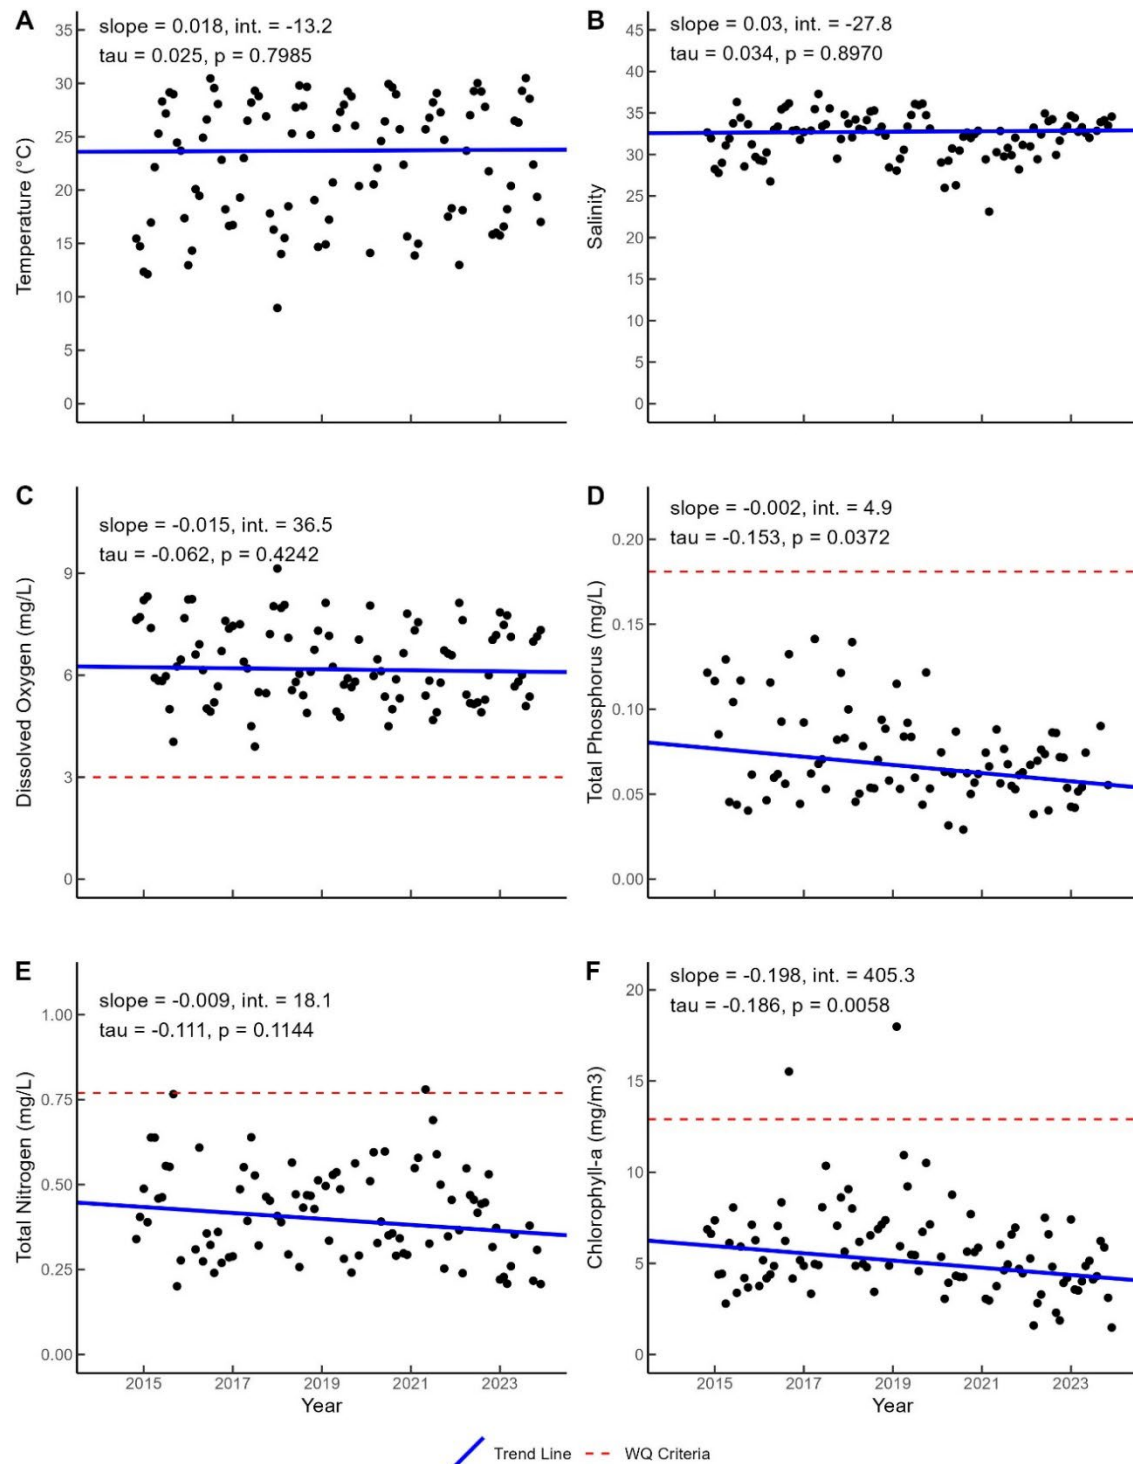 A
slope = 0.018, int. = -13.2
tau = 0.025, p = 0.7985
35
30
25
20
15
10
5
0
Temperature (°C)
B
slope = 0.03, int. = -27.8
tau = 0.034, p = 0.8970
45
40
35
30
25
20
15
10
5
0
Salinity
C
slope = -0.015, int. = 36.5
tau = -0.062, p = 0.4242
9
6
3
0
Dissolved Oxygen (mg/L)
D
slope = -0.002, int. = 4.9
tau = -0.153, p = 0.0372
0.20
0.15
0.10
0.05
0.00
Total Phosphorus (mg/L)
E
slope = -0.009, int. = 18.1
tau = -0.111, p = 0.1144
1.00
0.75
0.50
0.25
0.00
Total Nitrogen (mg/L)
2015 2017 2019 2021 2023
Year
F
slope = -0.198, int. = 405.3
tau = -0.186, p = 0.0058
20
15
10
5
0
Chlorophyll-a (mg/m3)
2015 2017 2019 2021 2023
Year
Trend Line WQ Criteria